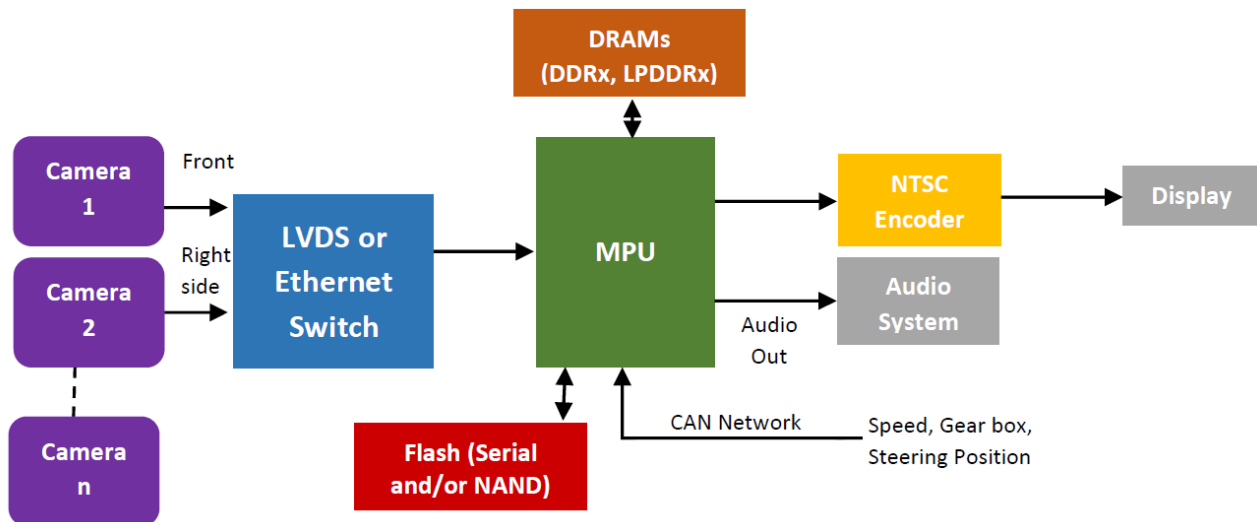 DRAMs
(DDRx, LPDDRx)
Camera
1
Front
Camera
2
Right
side
Camera
n
LVDS or
Ethernet
Switch
MPU
NTSC
Encoder
Display
Audio
System
Audio
Out
Flash (Serial
and/or NAND)
CAN Network
Speed, Gear box,
Steering Position